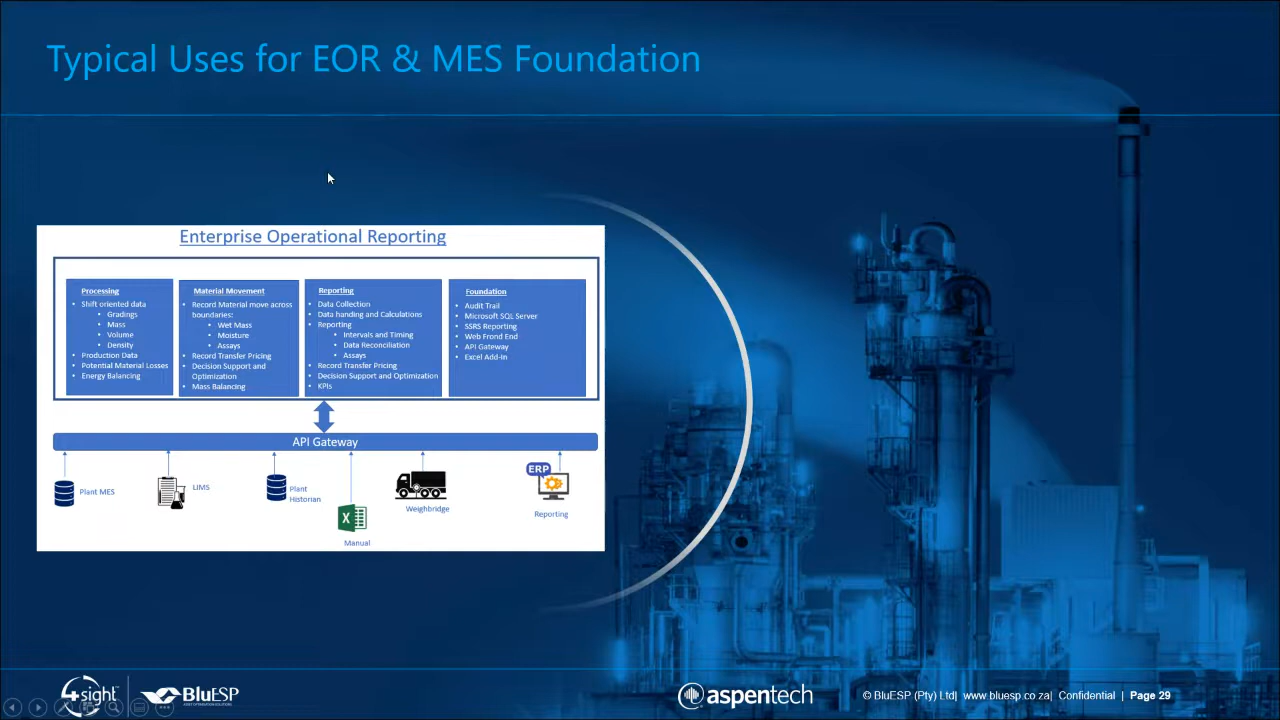 Typical Uses for EOR & MES Foundation
Enterprise Operational Reporting
Processing
• Shift oriented data
• Gradings
• Mass
• Volume
• Density
• Production Data
• Potential Material Losses
• Energy Balancing
Material Movement
• Record Material move across
boundaries:
• Wet Mass
• Moisture
• Assays
• Record Transfer Pricing
• Decision Support and
Optimization
• Mass Balancing
Reporting
• Data Collection
• Data handing and Calculations
• Reporting
• Intervals and Timing
• Data Reconciliation
• Assays
• Record Transfer Pricing
• Decision Support and Optimization
• KPIs
Foundation
• Audit Trail
• Microsoft SQL Server
• SSRS Reporting
• Web Frond End
• API Gateway
• Excel Add-In
API Gateway
Plant MES
LIMS
Plant
Historian
X
Manual
Weighbridge
ERP
Reporting
4sight
BluESP
ASSET OPTIMISATION SOLUTIONS
aspentech
© BluESP (Pty) Ltd| www.bluesp.co.za| Confidential | Page 29